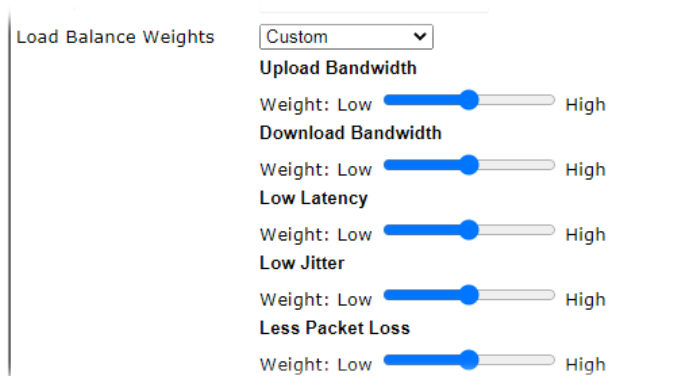 Load Balance Weights Custom
Upload Bandwidth
Weight: Low High
Download Bandwidth
Weight: Low High
Low Latency
Weight: Low High
Low Jitter
Weight: Low High
Less Packet Loss
Weight: Low High